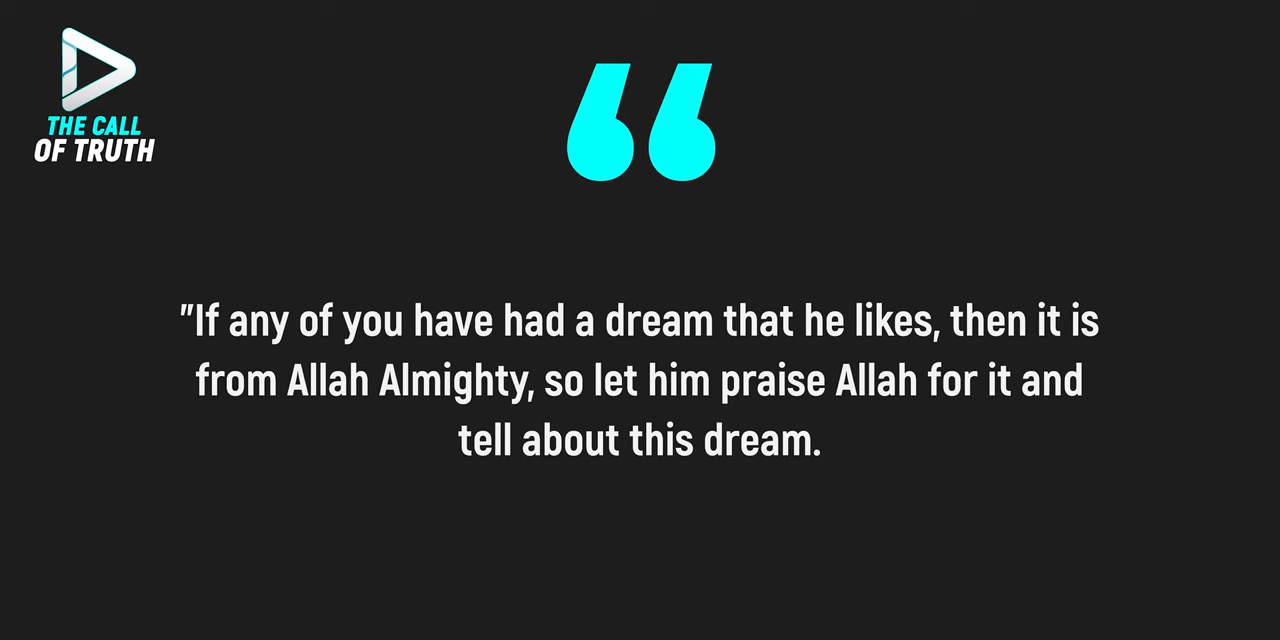 THE CALL
OF TRUTH
“
"If any of you have had a dream that he likes, then it is
from Allah Almighty, so let him praise Allah for it and
tell about this dream.